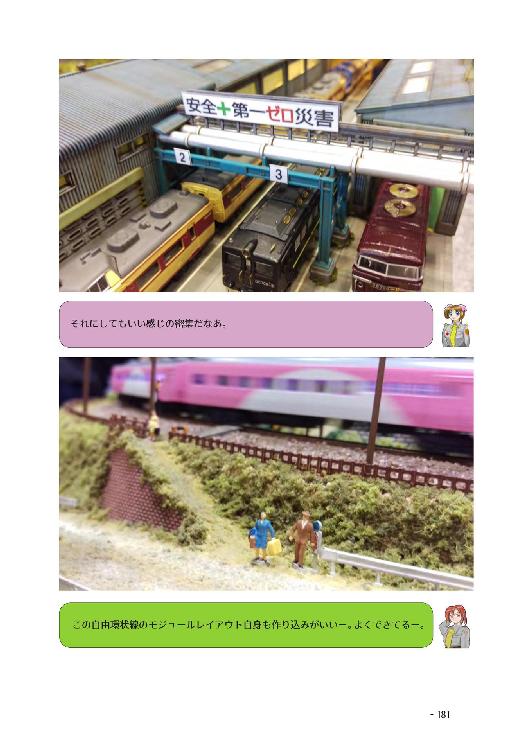 安全+第一ゼロ災害
2
3
それにしてもいい感じの密集だなあ。
この自由環状線のモジュールレイアウト自身も作り込みがいいー。よくできてるー。
- 181